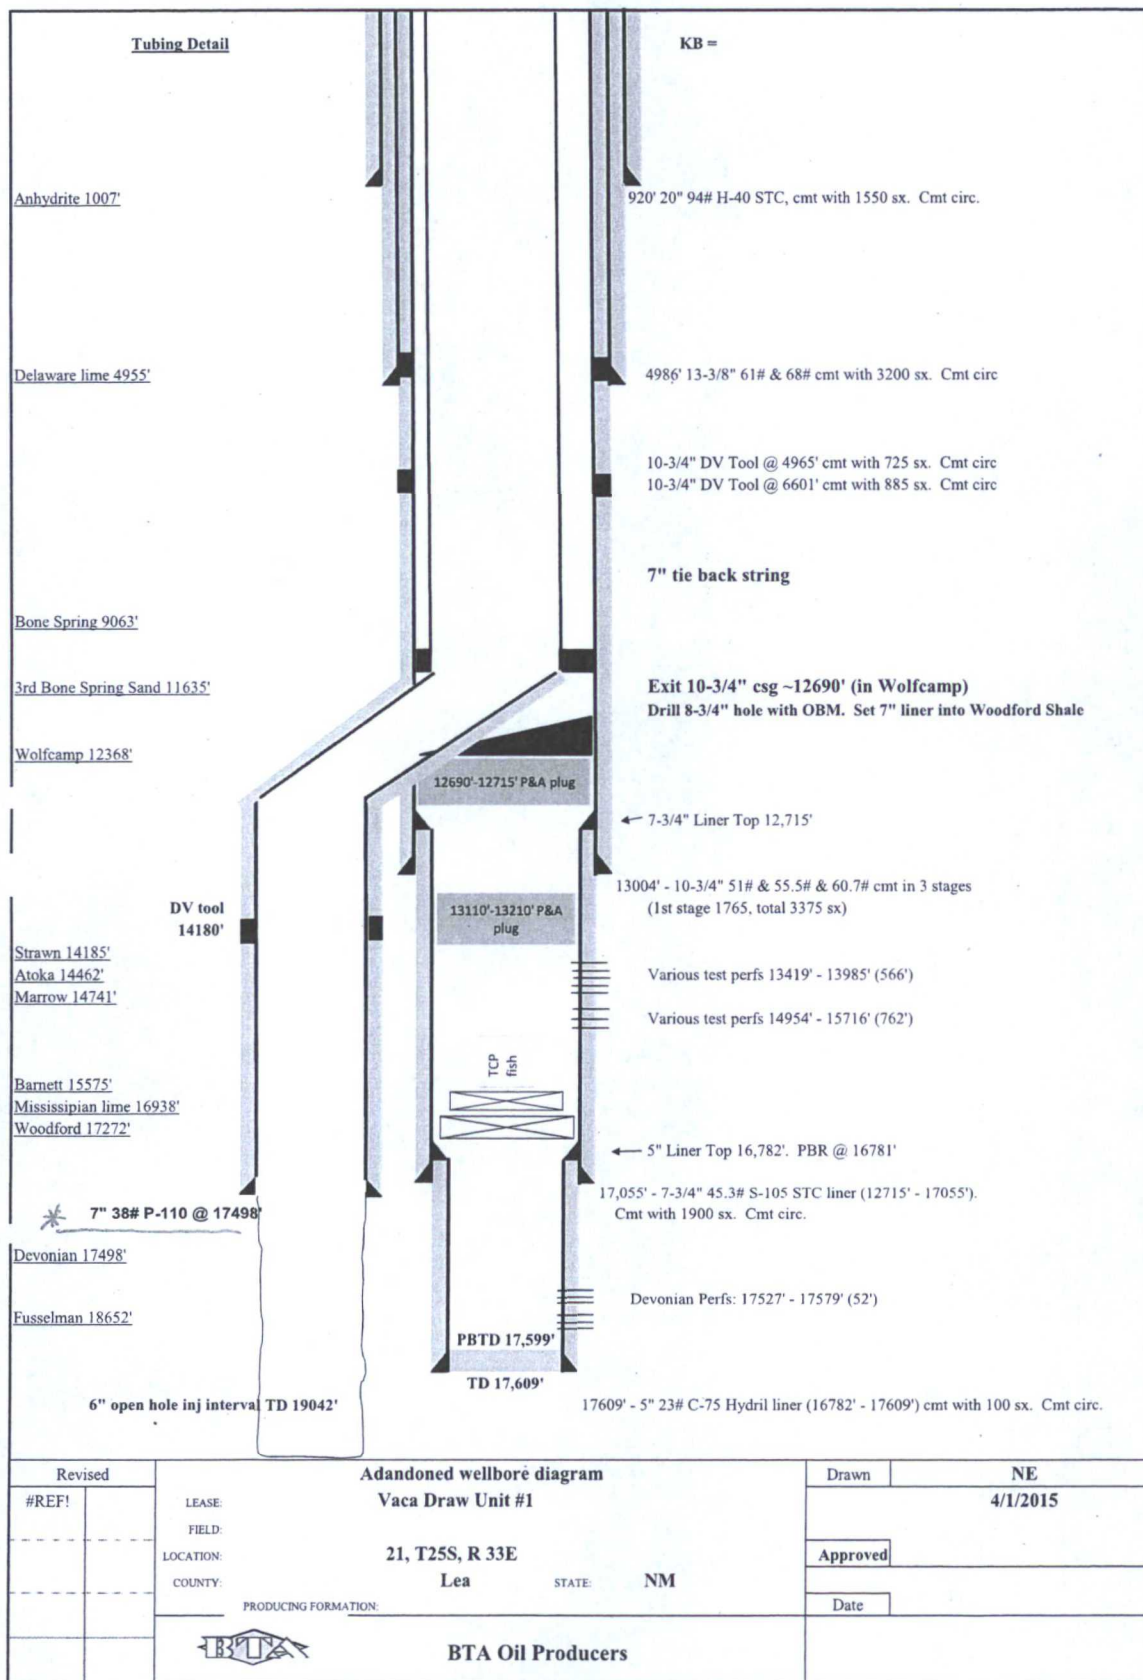 Tubing Detail
KB =
Anhydrite 1007'
920' 20" 94# H-40 STC, cmt with 1550 sx.  Cmt circ.
Delaware lime 4955'
4986' 13-3/8" 61# & 68# cmt with 3200 sx.  Cmt circ
10-3/4" DV Tool @ 4965' cmt with 725 sx.  Cmt circ
10-3/4" DV Tool @ 6601' cmt with 885 sx.  Cmt circ
7" tie back string
Bone Spring 9063'
3rd Bone Spring Sand 11635'
Exit 10-3/4" csg ~12690' (in Wolfcamp)
Drill 8-3/4" hole with OBM.  Set 7" liner into Woodford Shale
Wolfcamp 12368'
12690'-12715' P&A plug
7-3/4" Liner Top 12,715'
13004' - 10-3/4" 51# & 55.5# & 60.7# cmt in 3 stages
(1st stage 1765, total 3375 sx)
13110'-13210' P&A
plug
DV tool
14180'
Strawn 14185'
Atoka 14462'
Marrow 14741'
Various test perfs 13419' - 13985' (566')
Various test perfs 14954' - 15716' (762')
TCP
fish
Barnett 15575'
Mississipian lime 16938'
Woodford 17272'
5" Liner Top 16,782'.  PBR @ 16781'
17,055' - 7-3/4" 45.3# S-105 STC liner (12715' - 17055').
Cmt with 1900 sx.  Cmt circ.
7" 38# P-110 @ 17498'
Devonian 17498'
Devonian Perfs: 17527' - 17579' (52')
Fusselman 18652'
PBTD 17,599'
TD 17,609'
6" open hole inj interval TD 19042'
17609' - 5" 23# C-75 Hydril liner (16782' - 17609') cmt with 100 sx.  Cmt circ.
Revised
Adandoned wellbore diagram
Drawn
NE
#REF!
LEASE:
Vaca Draw Unit #1
4/1/2015
FIELD:
LOCATION:
21, T25S, R 33E
Approved
COUNTY:
Lea
STATE:
NM
PRODUCING FORMATION:
Date
BTA
BTA Oil Producers